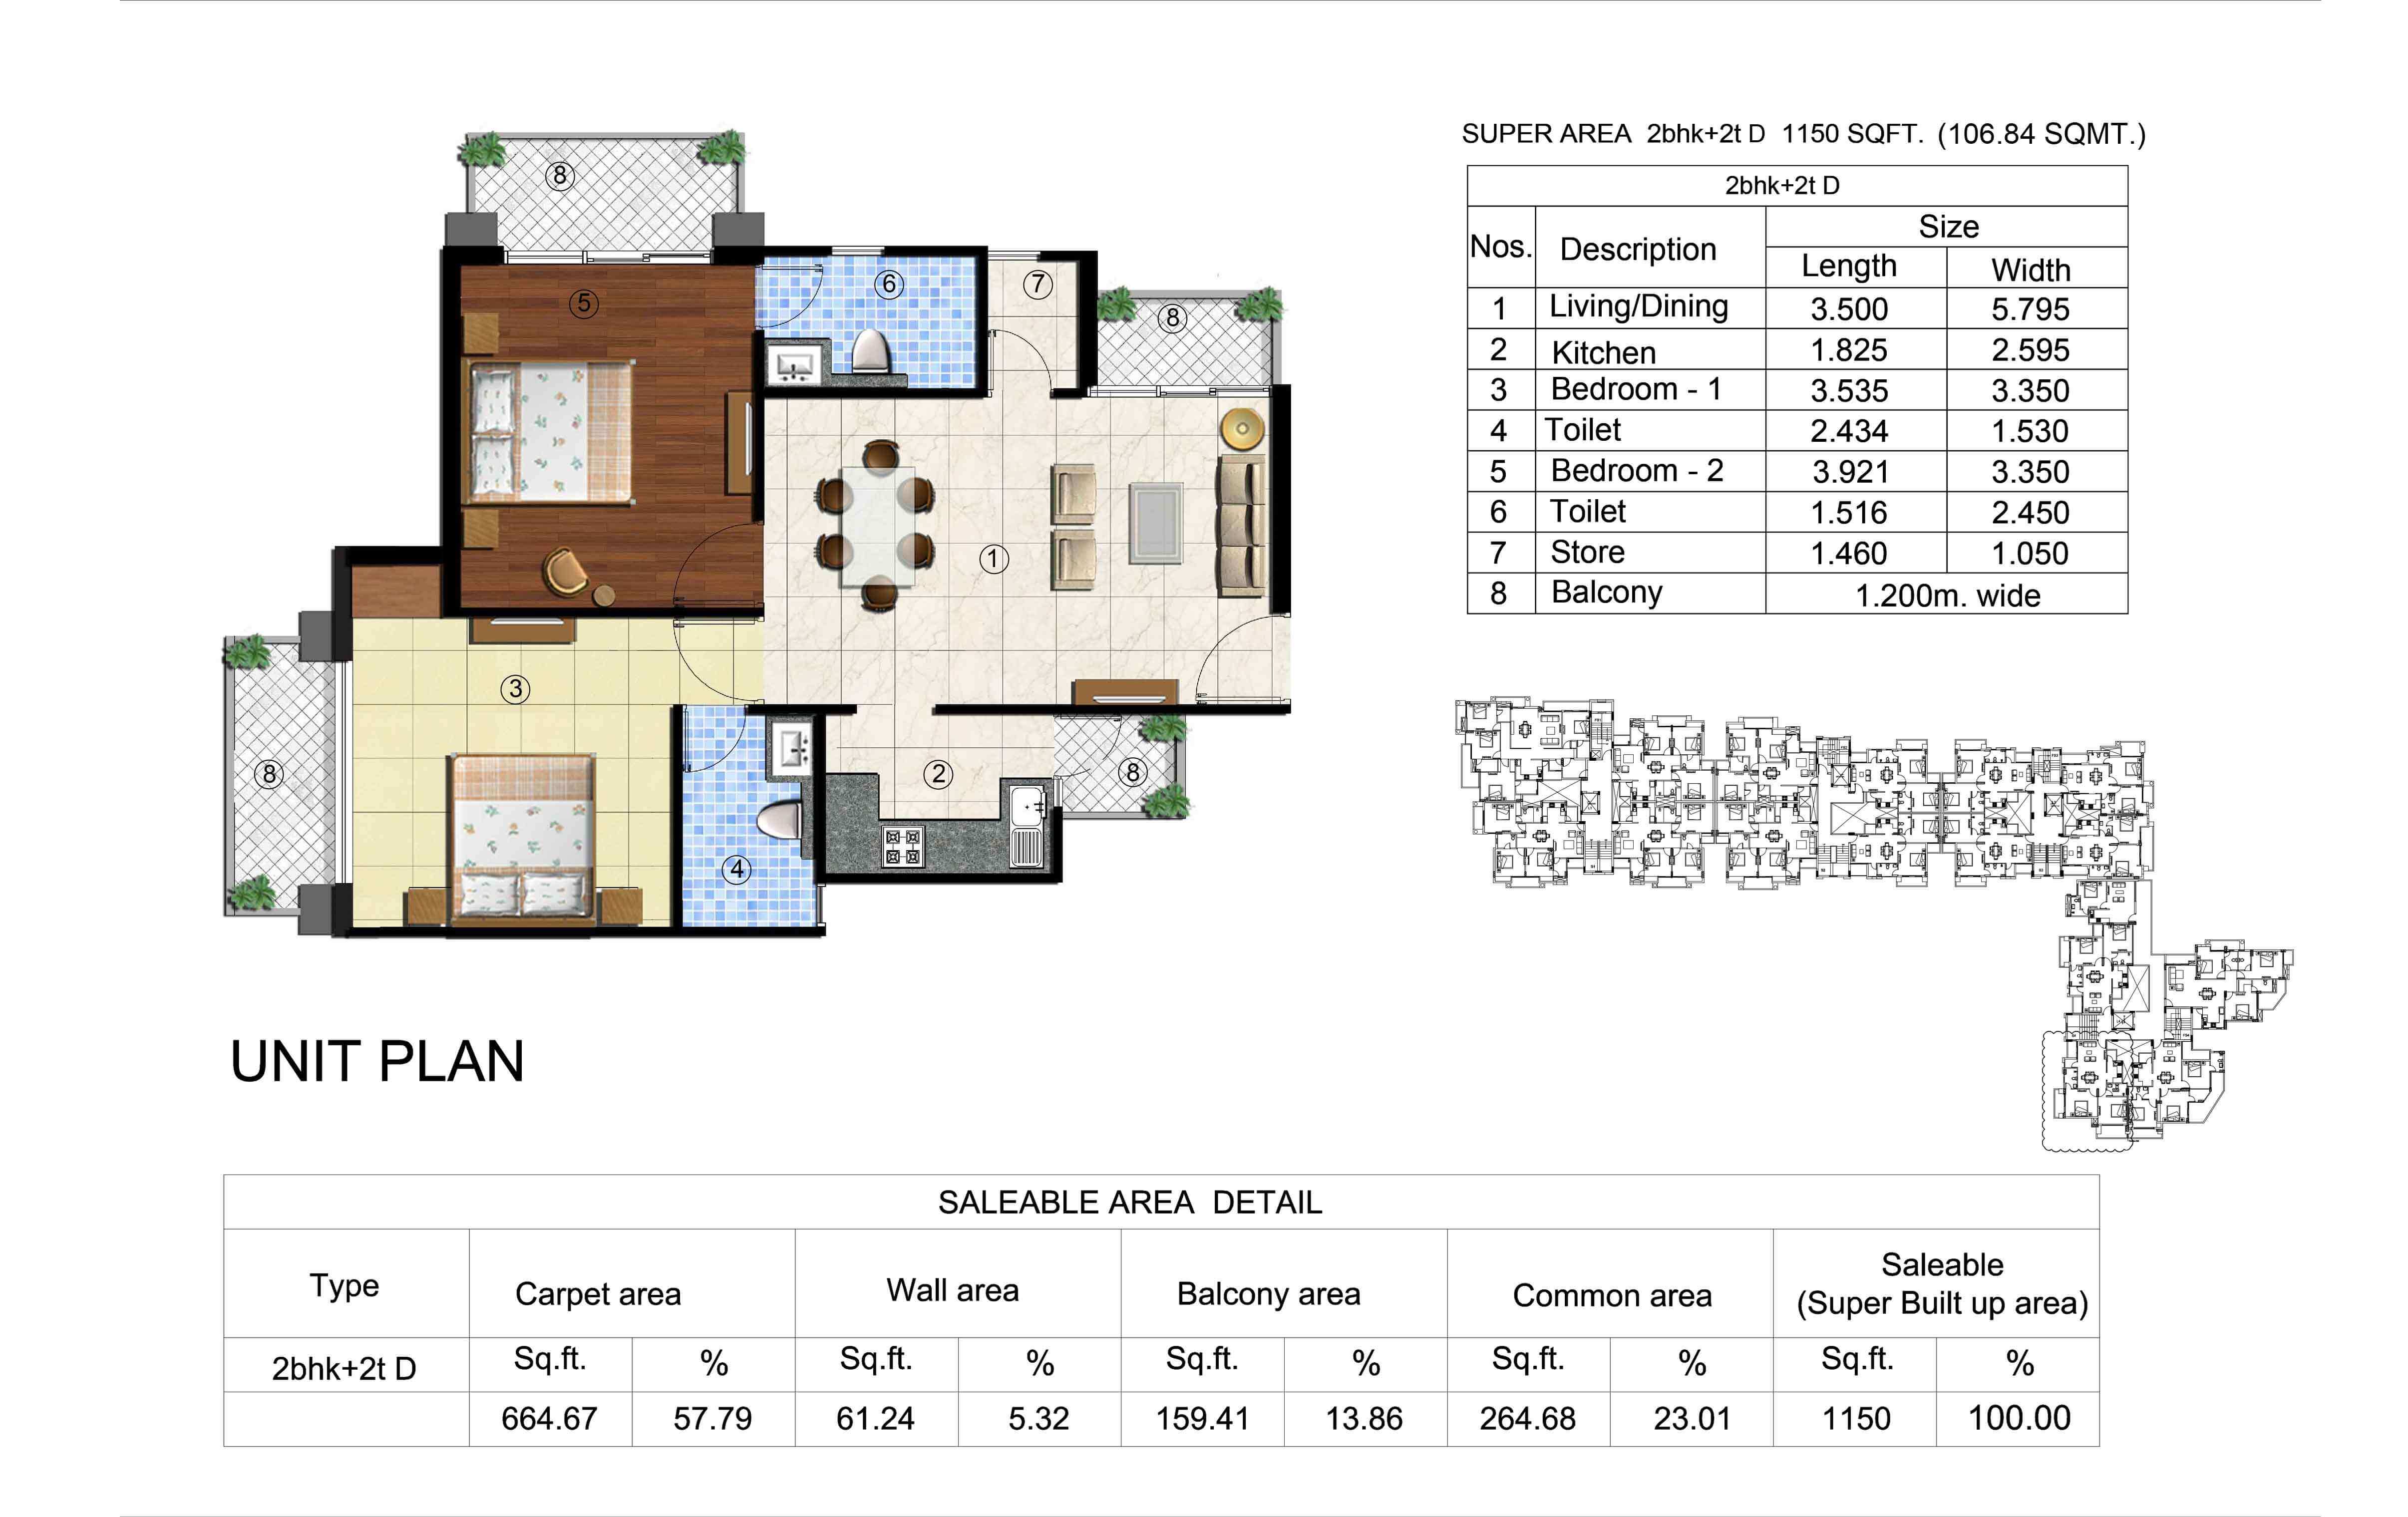 SUPER AREA 2bhk+2t D 1150 SQFT. (106.84 SQMT.)
2bhk+2t D
Nos. Description Size
Length Width
1 Living/Dining 3.500 5.795
2 Kitchen 1.825 2.595
3 Bedroom - 1 3.535 3.350
4 Toilet 2.434 1.530
5 Bedroom - 2 3.921 3.350
6 Toilet 1.516 2.450
7 Store 1.460 1.050
8 Balcony 1.200m. wide
8
5
6
7
8
1
3
8
2
8
4
UNIT PLAN
SALEABLE AREA DETAIL
Type Carpet area Wall area Balcony area Common area Saleable
(Super Built up area)
2bhk+2t D Sq.ft. % Sq.ft. % Sq.ft. % Sq.ft. % Sq.ft. %
664.67 57.79 61.24 5.32 159.41 13.86 264.68 23.01 1150 100.00